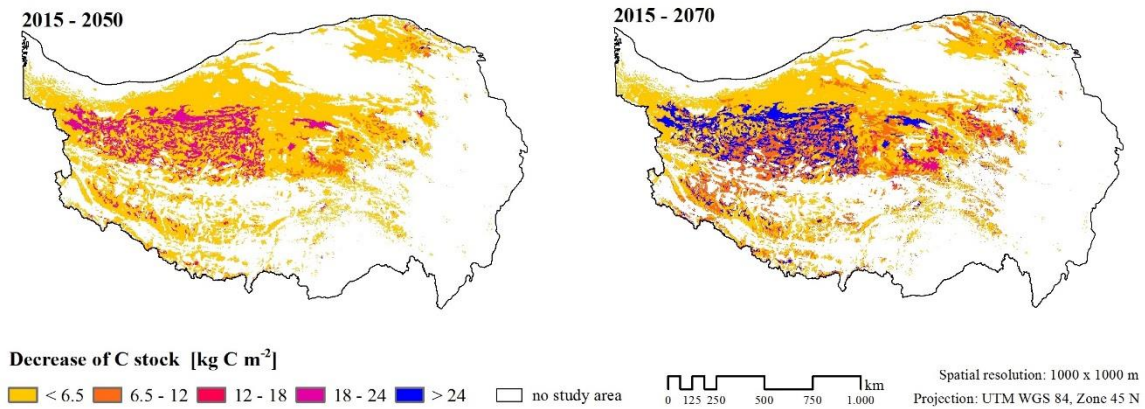 2015 - 2050
2015 - 2070
Decrease of C stock [kg C m-2]
< 6.5 6.5 - 12 12 - 18 18 - 24 > 24 no study area
0 125 250 500 750 1.000 km
Spatial resolution: 1000 x 1000 m
Projection: UTM WGS 84, Zone 45 N